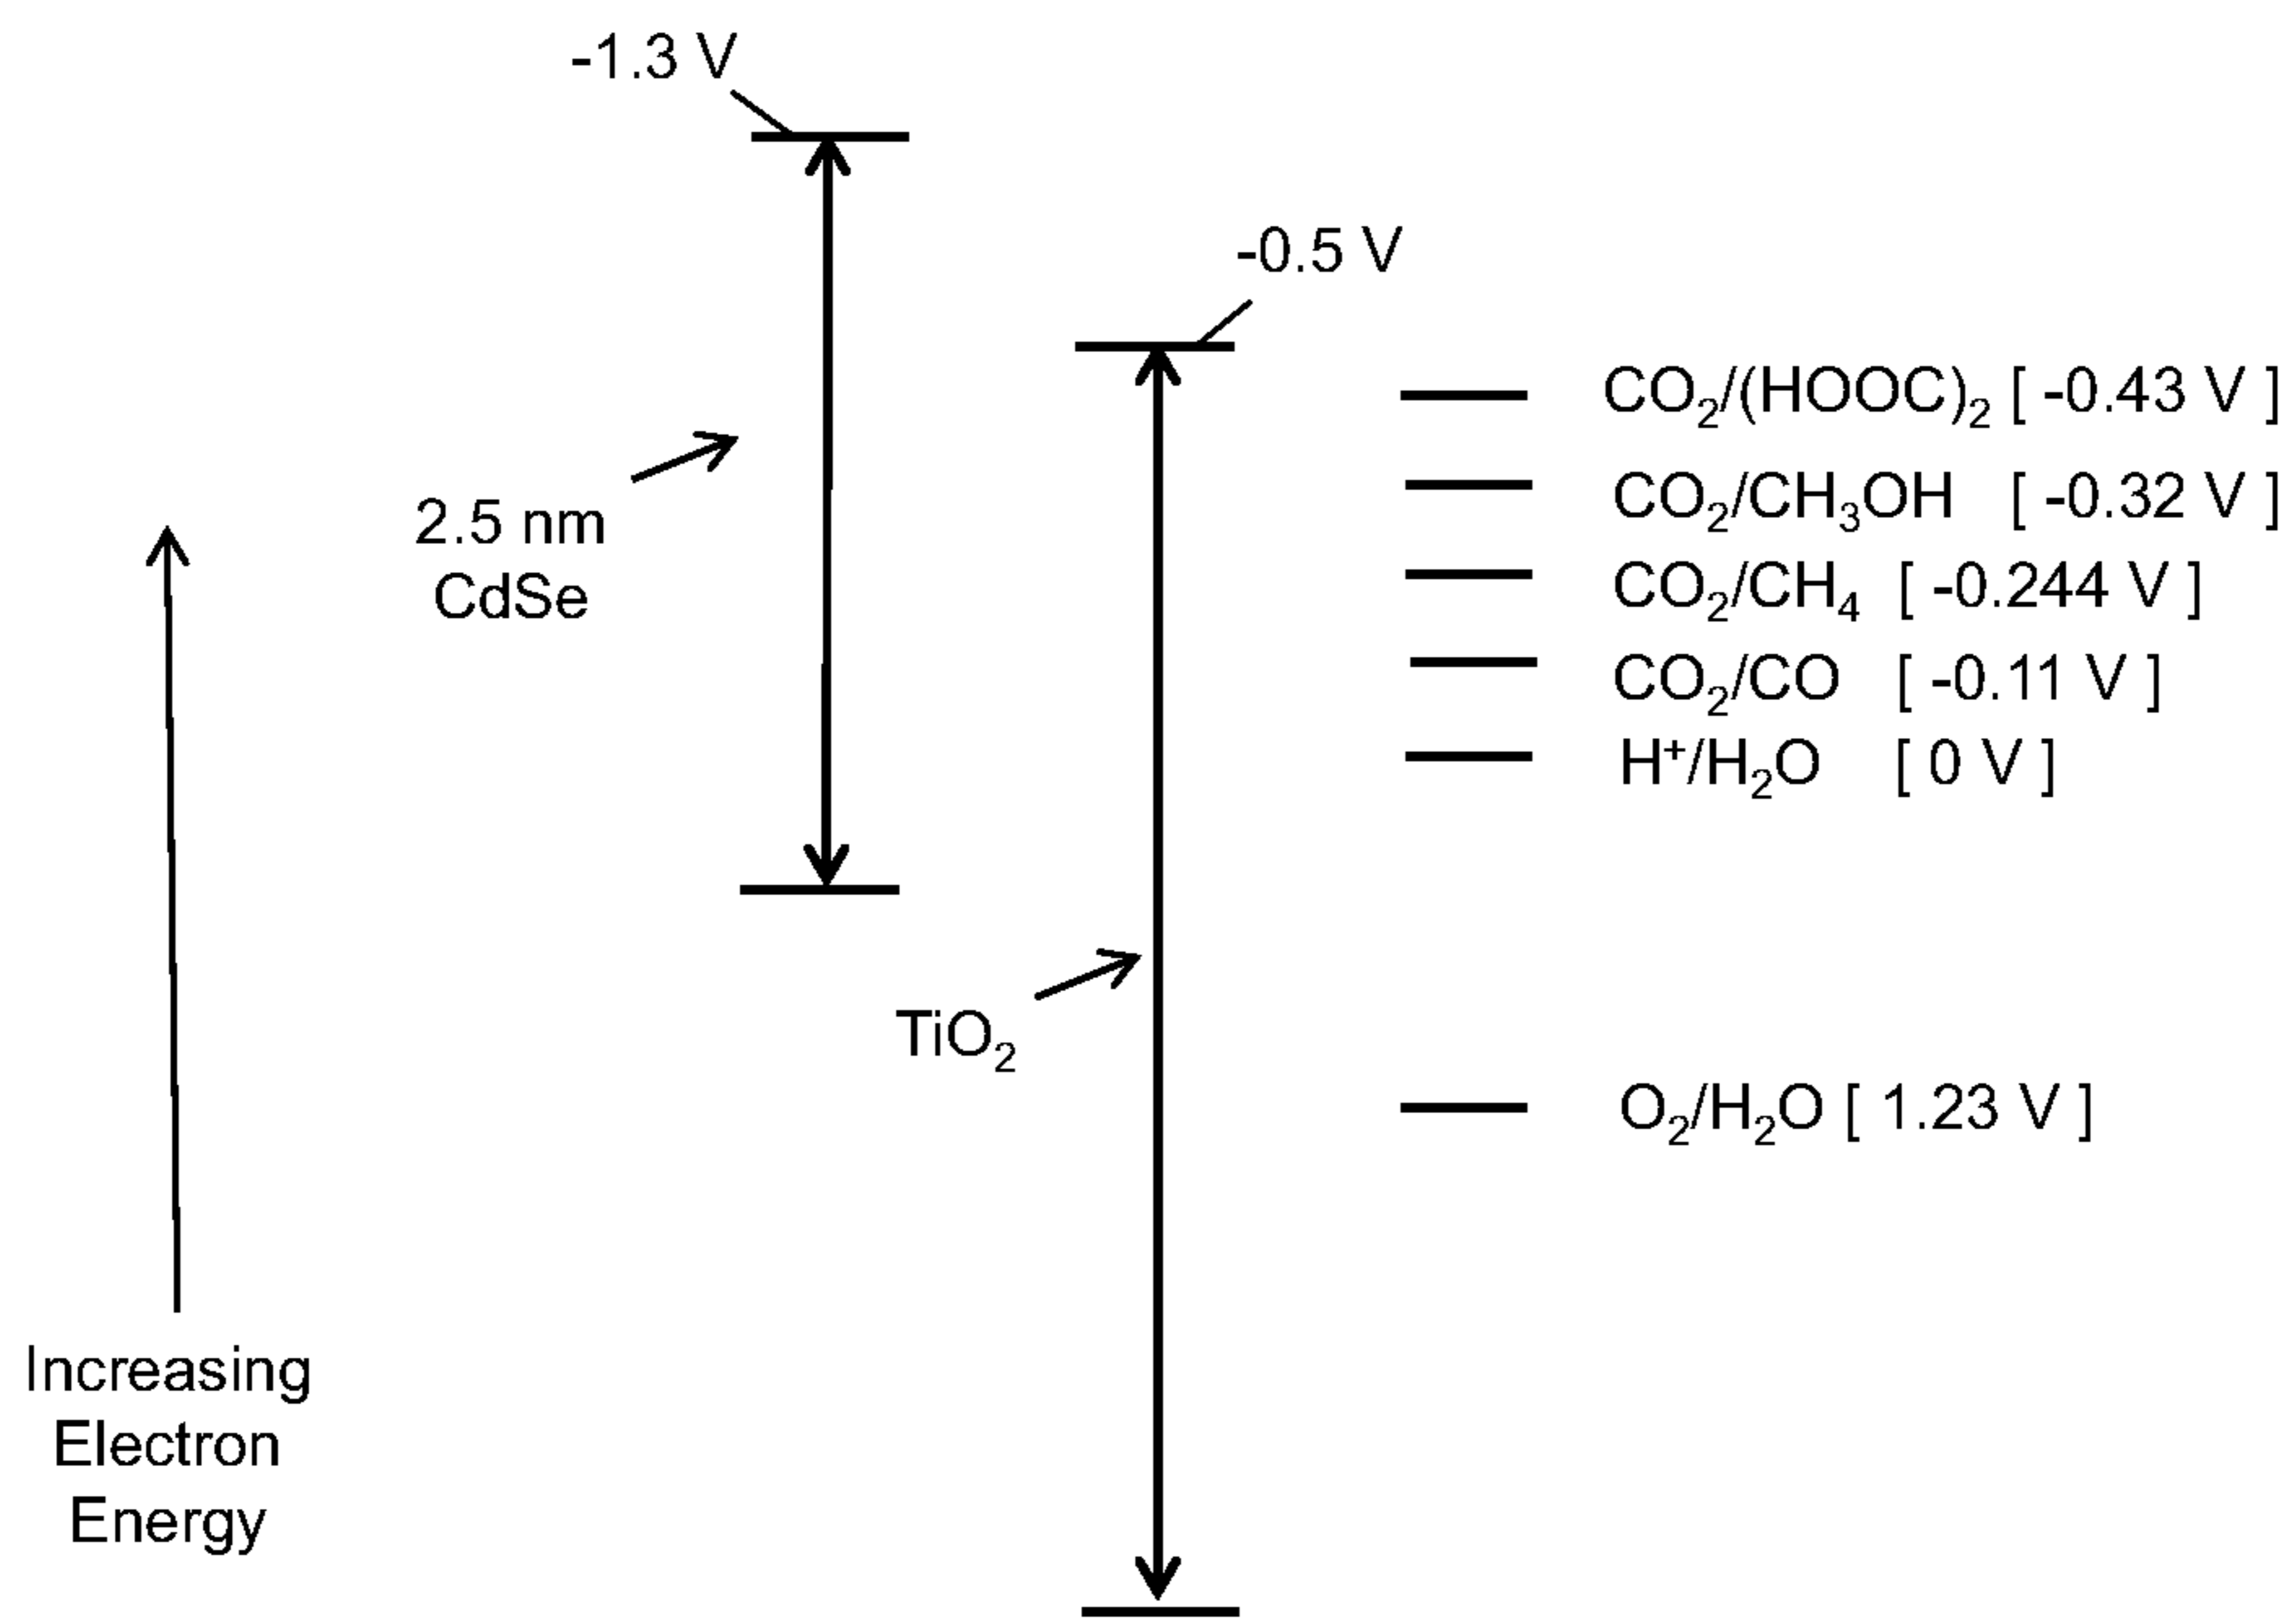 -1.3 V
-0.5 V
CO₂/(HOOC)₂ [ -0.43 V ]
CO₂/CH₃OH [ -0.32 V ]
2.5 nm
CdSe
CO₂/CH₄ [ -0.244 V ]
CO₂/CO [ -0.11 V ]
H⁺/H₂O [ 0 V ]
TiO₂
O₂/H₂O [ 1.23 V ]
Increasing
Electron
Energy